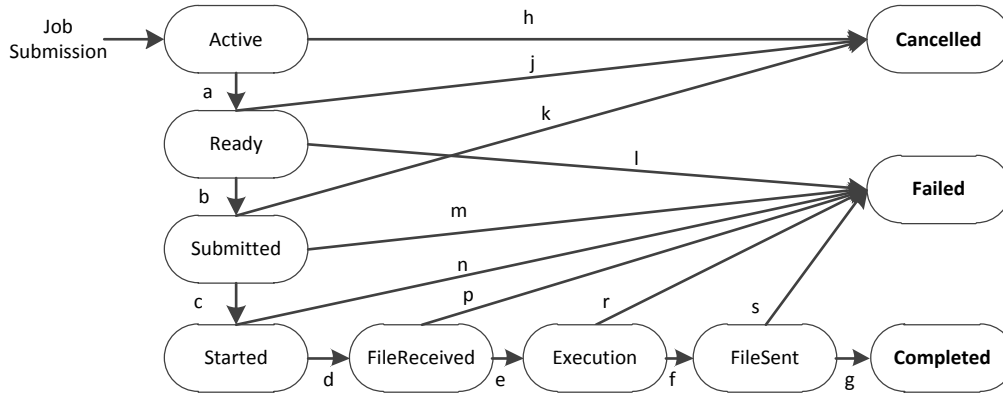 Job
Submission
Active
h
Cancelled
j
a
k
Ready
l
b
Failed
m
Submitted
n
c
p
r
s
Started
FileReceived
Execution
FileSent
Completed
d
e
f
g